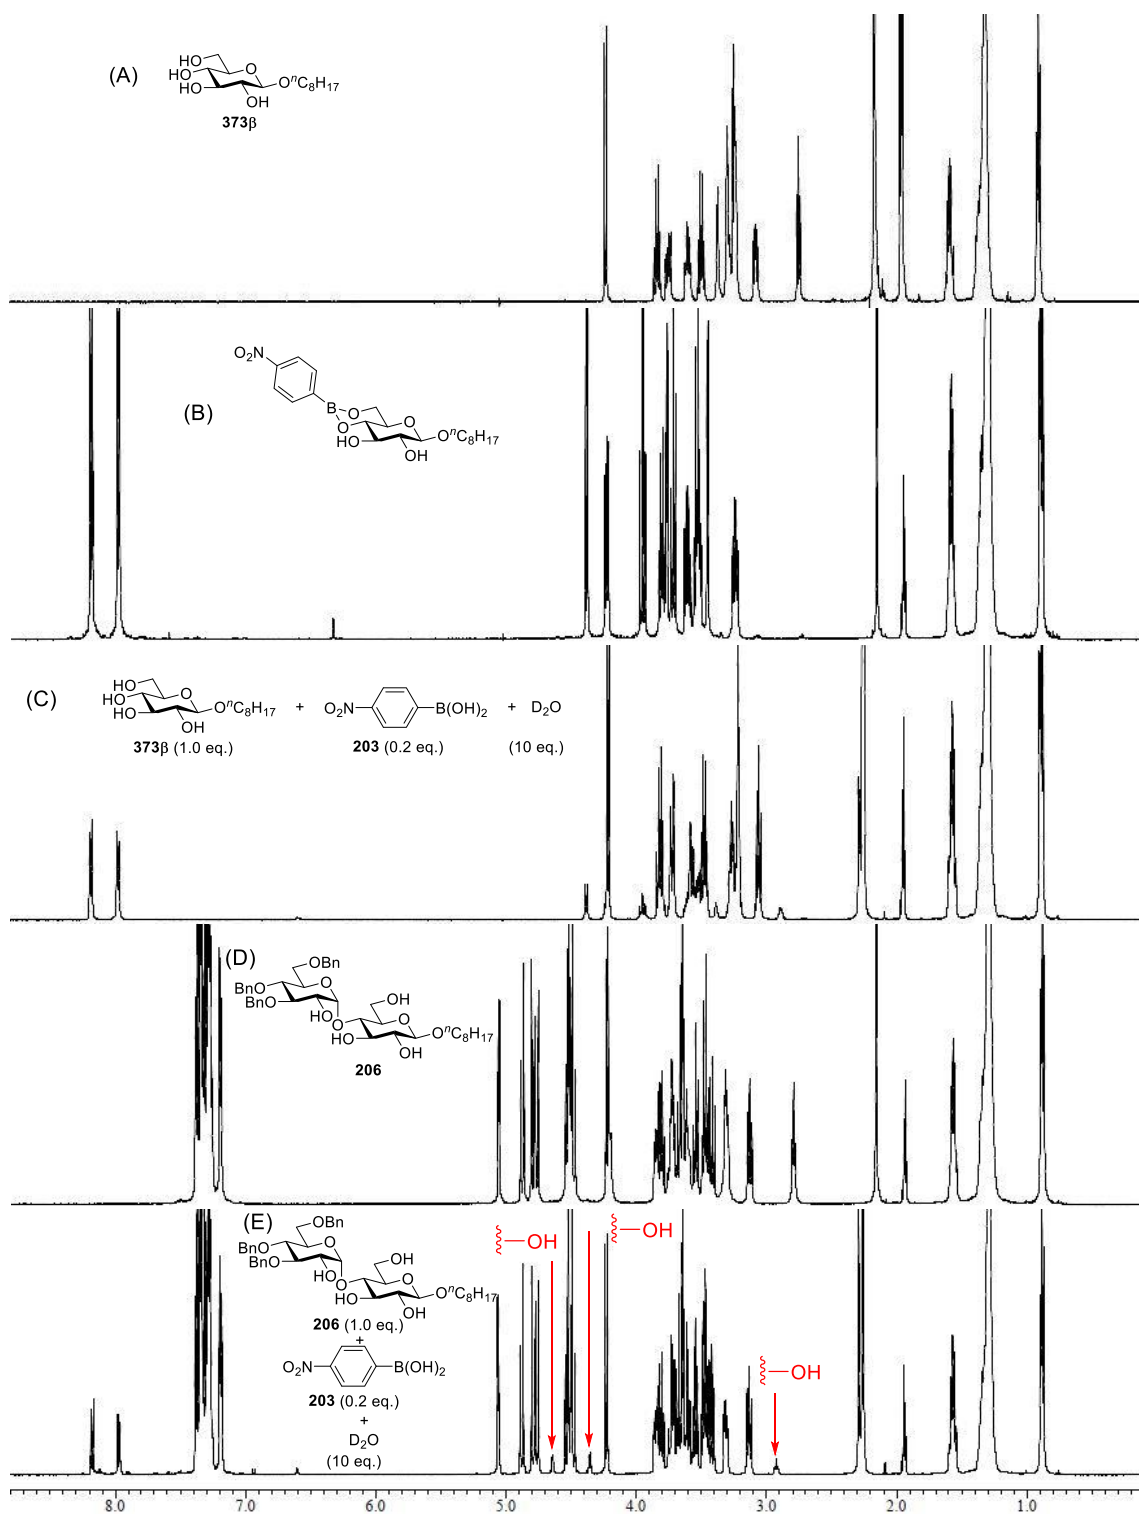 (A)
HO
HO
O
HO
O
ⁿC₈H₁₇
OH
373β
O₂N
(B)
B
O
O
O
HO
O
ⁿC₈H₁₇
OH
(C)
HO
HO
O
HO
O
ⁿC₈H₁₇
OH
373β (1.0 eq.)
+
O₂N
B(OH)₂
203 (0.2 eq.)
+
D₂O
(10 eq.)
(D)
OBn
BnO
O
BnO
HO
OH
O
O
HO
O
ⁿC₈H₁₇
OH
206
(E)
OBn
BnO
O
BnO
HO
OH
O
O
HO
O
ⁿC₈H₁₇
OH
206 (1.0 eq.)
+
O₂N
B(OH)₂
203 (0.2 eq.)
+
D₂O
(10 eq.)
OH
OH
OH
8.0 7.0 6.0 5.0 4.0 3.0 2.0 1.0